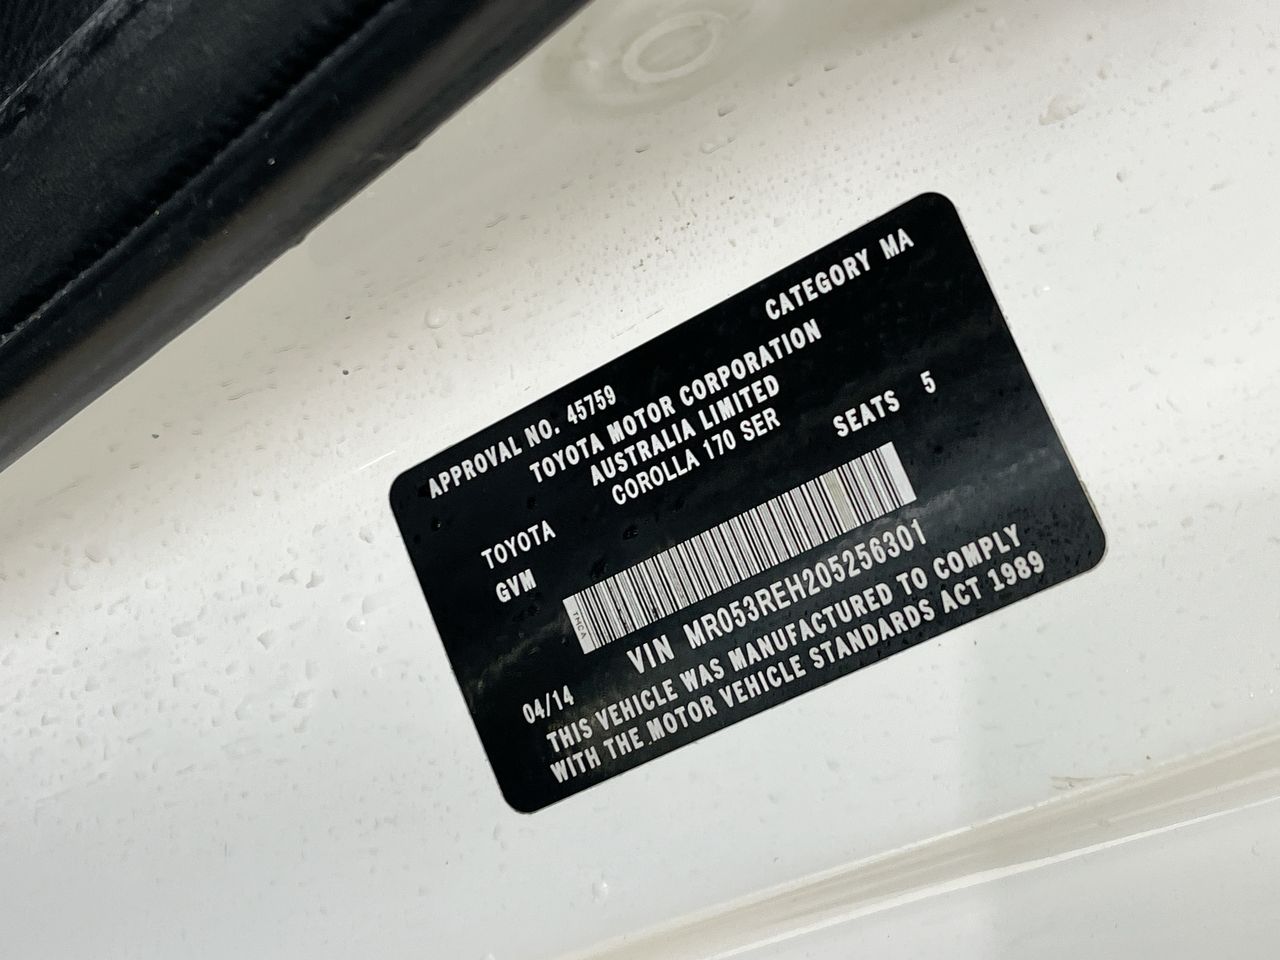 APPROVAL NO. 45759 CATEGORY MA
TOYOTA MOTOR CORPORATION
AUSTRALIA LIMITED
TOYOTA COROLLA 170 SER
GVM SEATS 5
THCA
04/14 VIN MR053REH205256301
THIS VEHICLE WAS MANUFACTURED TO COMPLY
WITH THE MOTOR VEHICLE STANDARDS ACT 1989